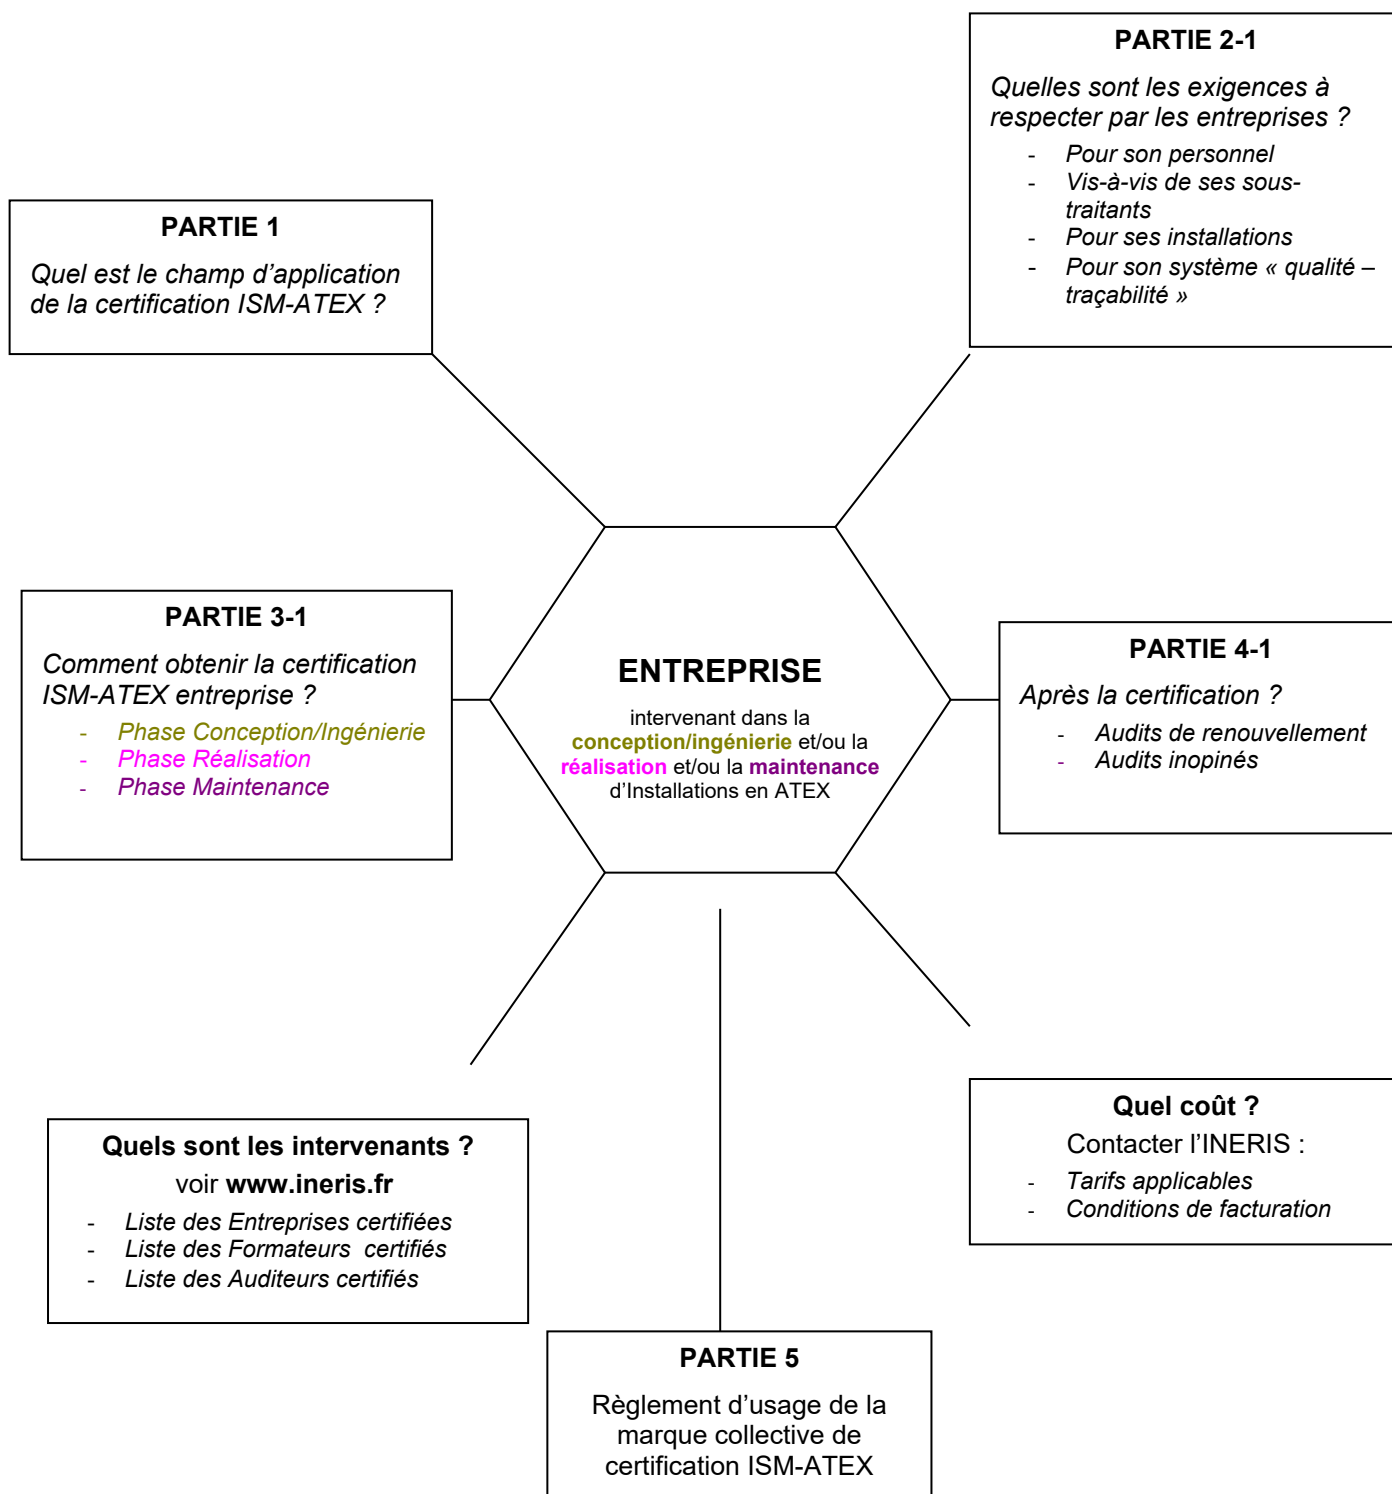 PARTIE 2-1
Quelles sont les exigences à
respecter par les entreprises ?
- Pour son personnel
- Vis-à-vis de ses sous-
traitants
- Pour ses installations
- Pour son système « qualité –
traçabilité »
PARTIE 1
Quel est le champ d’application
de la certification ISM-ATEX ?
PARTIE 3-1
Comment obtenir la certification
ISM-ATEX entreprise ?
- Phase Conception/Ingénierie
- Phase Réalisation
- Phase Maintenance
ENTREPRISE
intervenant dans la
conception/ingénierie et/ou la
réalisation et/ou la maintenance
d’Installations en ATEX
PARTIE 4-1
Après la certification ?
- Audits de renouvellement
- Audits inopinés
Quels sont les intervenants ?
voir www.ineris.fr
- Liste des Entreprises certifiées
- Liste des Formateurs  certifiés
- Liste des Auditeurs certifiés
Quel coût ?
Contacter l’INERIS :
- Tarifs applicables
- Conditions de facturation
PARTIE 5
Règlement d’usage de la
marque collective de
certification ISM-ATEX